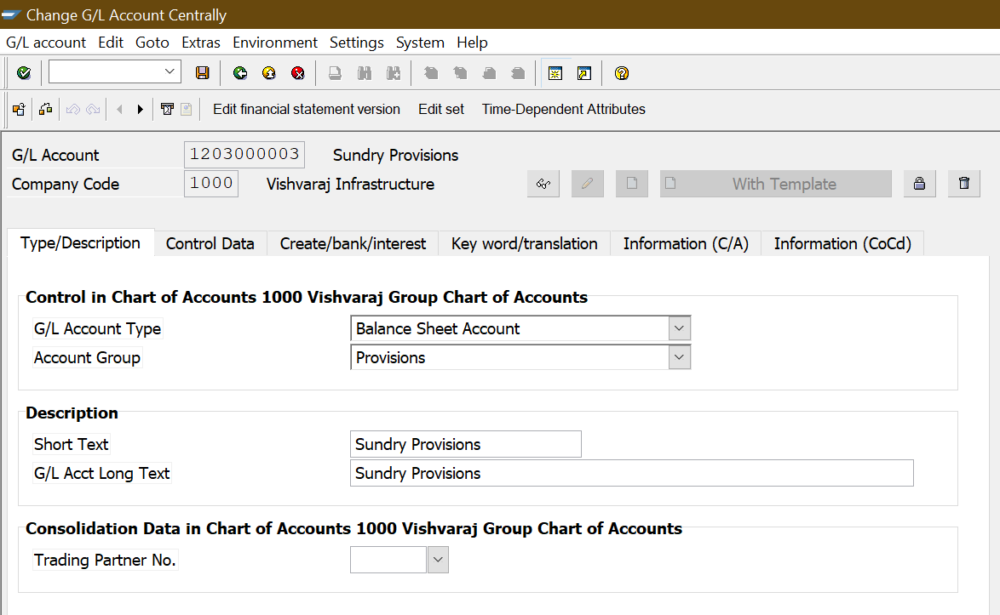 Change G/L Account Centrally
G/L account Edit Goto Extras Environment Settings System Help
Edit financial statement version Edit set Time-Dependent Attributes
G/L Account 1203000003 Sundry Provisions
Company Code 1000 Vishvaraj Infrastructure With Template
Type/Description Control Data Create/bank/interest Key word/translation Information (C/A) Information (CoCd)
Control in Chart of Accounts 1000 Vishvaraj Group Chart of Accounts
G/L Account Type Balance Sheet Account
Account Group Provisions
Description
Short Text Sundry Provisions
G/L Acct Long Text Sundry Provisions
Consolidation Data in Chart of Accounts 1000 Vishvaraj Group Chart of Accounts
Trading Partner No.